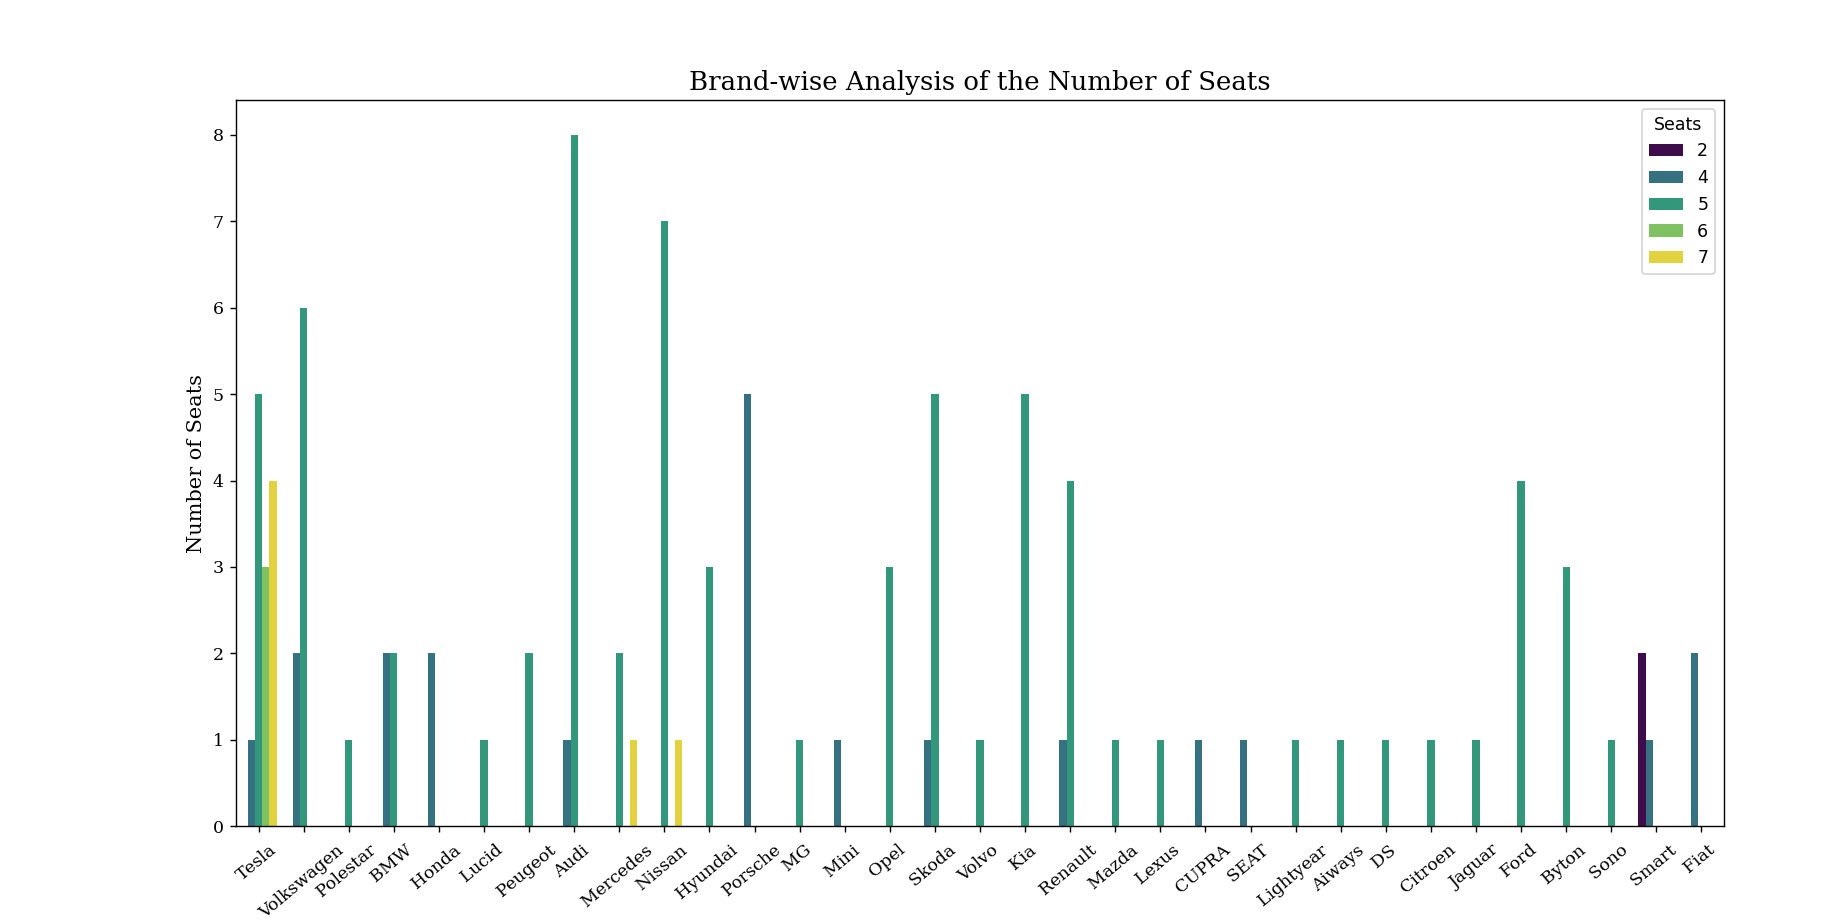 Brand-wise Analysis of the Number of Seats
Number of Seats
8
7
6
5
4
3
2
1
0
Seats
2
4
5
6
7
Tesla
Volkswagen
Polestar
BMW
Honda
Lucid
Peugeot
Audi
Mercedes
Nissan
Hyundai
Porsche
MG
Mini
Opel
Skoda
Volvo
Kia
Renault
Mazda
Lexus
CUPRA
SEAT
Lightyear
Aiways
DS
Citroen
Jaguar
Ford
Byton
Sono
Smart
Fiat